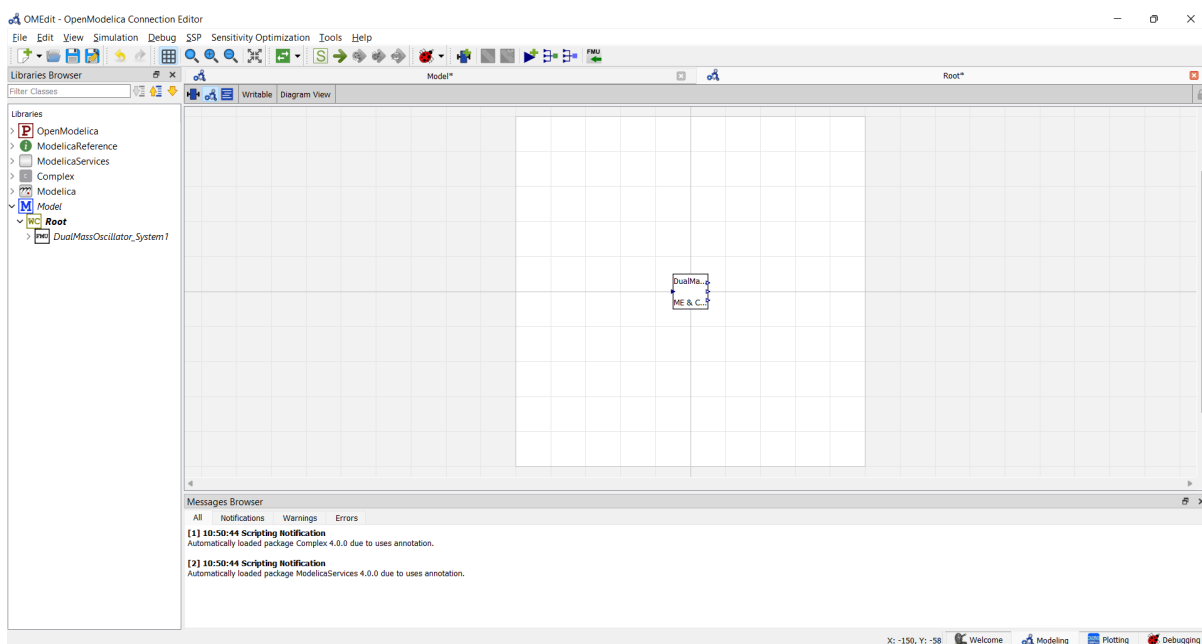 OMEdit - OpenModelica Connection Editor
File Edit View Simulation Debug SSP Sensitivity Optimization Tools Help
S
FMU
Libraries Browser
Model*
Root*
Filter Classes
Writable Diagram View
Libraries
P OpenModelica
ModelicaReference
ModelicaServices
C Complex
Modelica
M Model
WC Root
FMU DualMassOscillator_System1
DualMa...
ME & C...
Messages Browser
All Notifications Warnings Errors
[1] 10:50:44 Scripting Notification
Automatically loaded package Complex 4.0.0 due to uses annotation.
[2] 10:50:44 Scripting Notification
Automatically loaded package ModelicaServices 4.0.0 due to uses annotation.
X: -150, Y: -58 Welcome Modeling Plotting Debugging